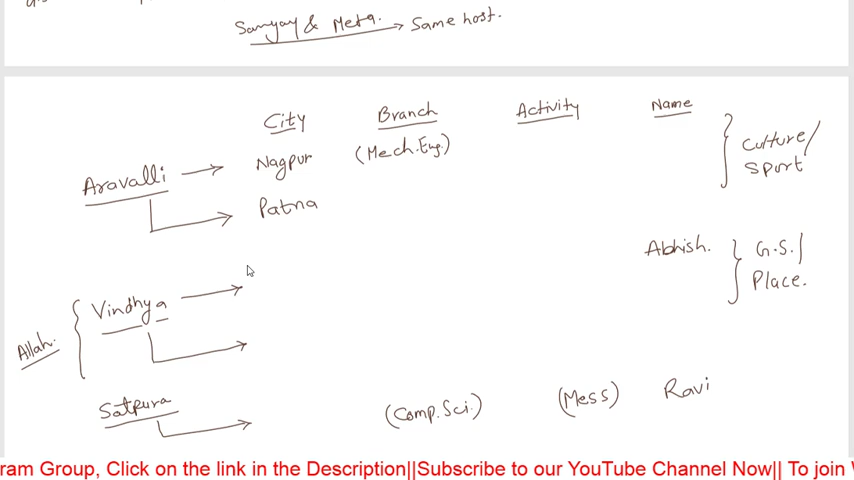 Sanjay & Meta. → Same host.
City Branch Activity Name
Aravalli → Nagpur (Mech.Eng.) } Culture/
Sport
→ Patna
Abhish. } G.S./
Place.
Allah. { Vindhya →
Satpura → (Comp.Sci.) (Mess) Ravi
ram Group, Click on the link in the Description||Subscribe to our YouTube Channel Now|| To join